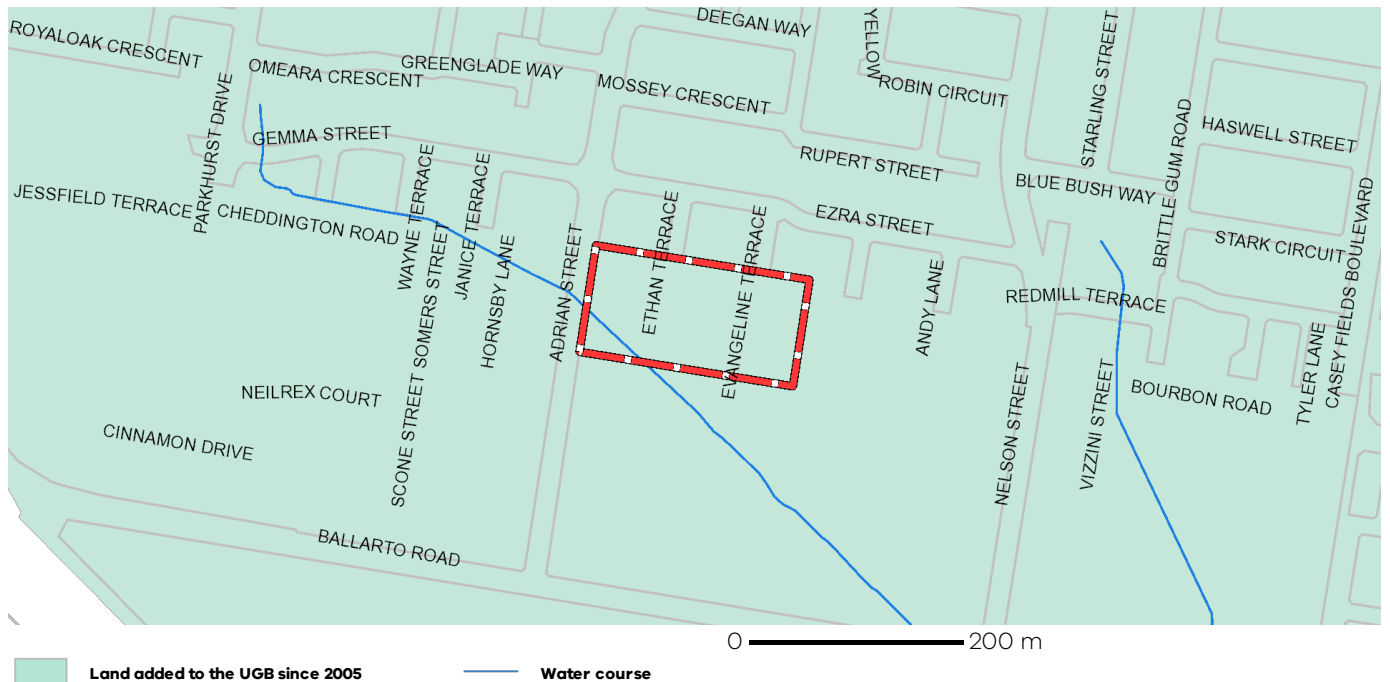 DEEGAN WAY
YELLOW
STARLING STREET
ROYALOAK CRESCENT
OMEARA CRESCENT
GREENGLADE WAY
MOSSEY CRESCENT
ROBIN CIRCUIT
PARKHURST DRIVE
GEMMA STREET
RUPERT STREET
HASWELL STREET
BRITTLE GUM ROAD
BLUE BUSH WAY
JESSFIELD TERRACE
CHEDDINGTON ROAD
WAYNE TERRACE
JANICE TERRACE
EZRA STREET
ETHAN TERRACE
EVANGELINE TERRACE
STARK CIRCUIT
CASEY FIELDS BOULEVARD
SOMERS STREET
HORNSBY LANE
ADRIAN STREET
ANDY LANE
REDMILL TERRACE
TYLER LANE
NEILREX COURT
SCONE STREET
NELSON STREET
VIZZINI STREET
BOURBON ROAD
CINNAMON DRIVE
BALLARTO ROAD
0 200 m
Land added to the UGB since 2005
Water course